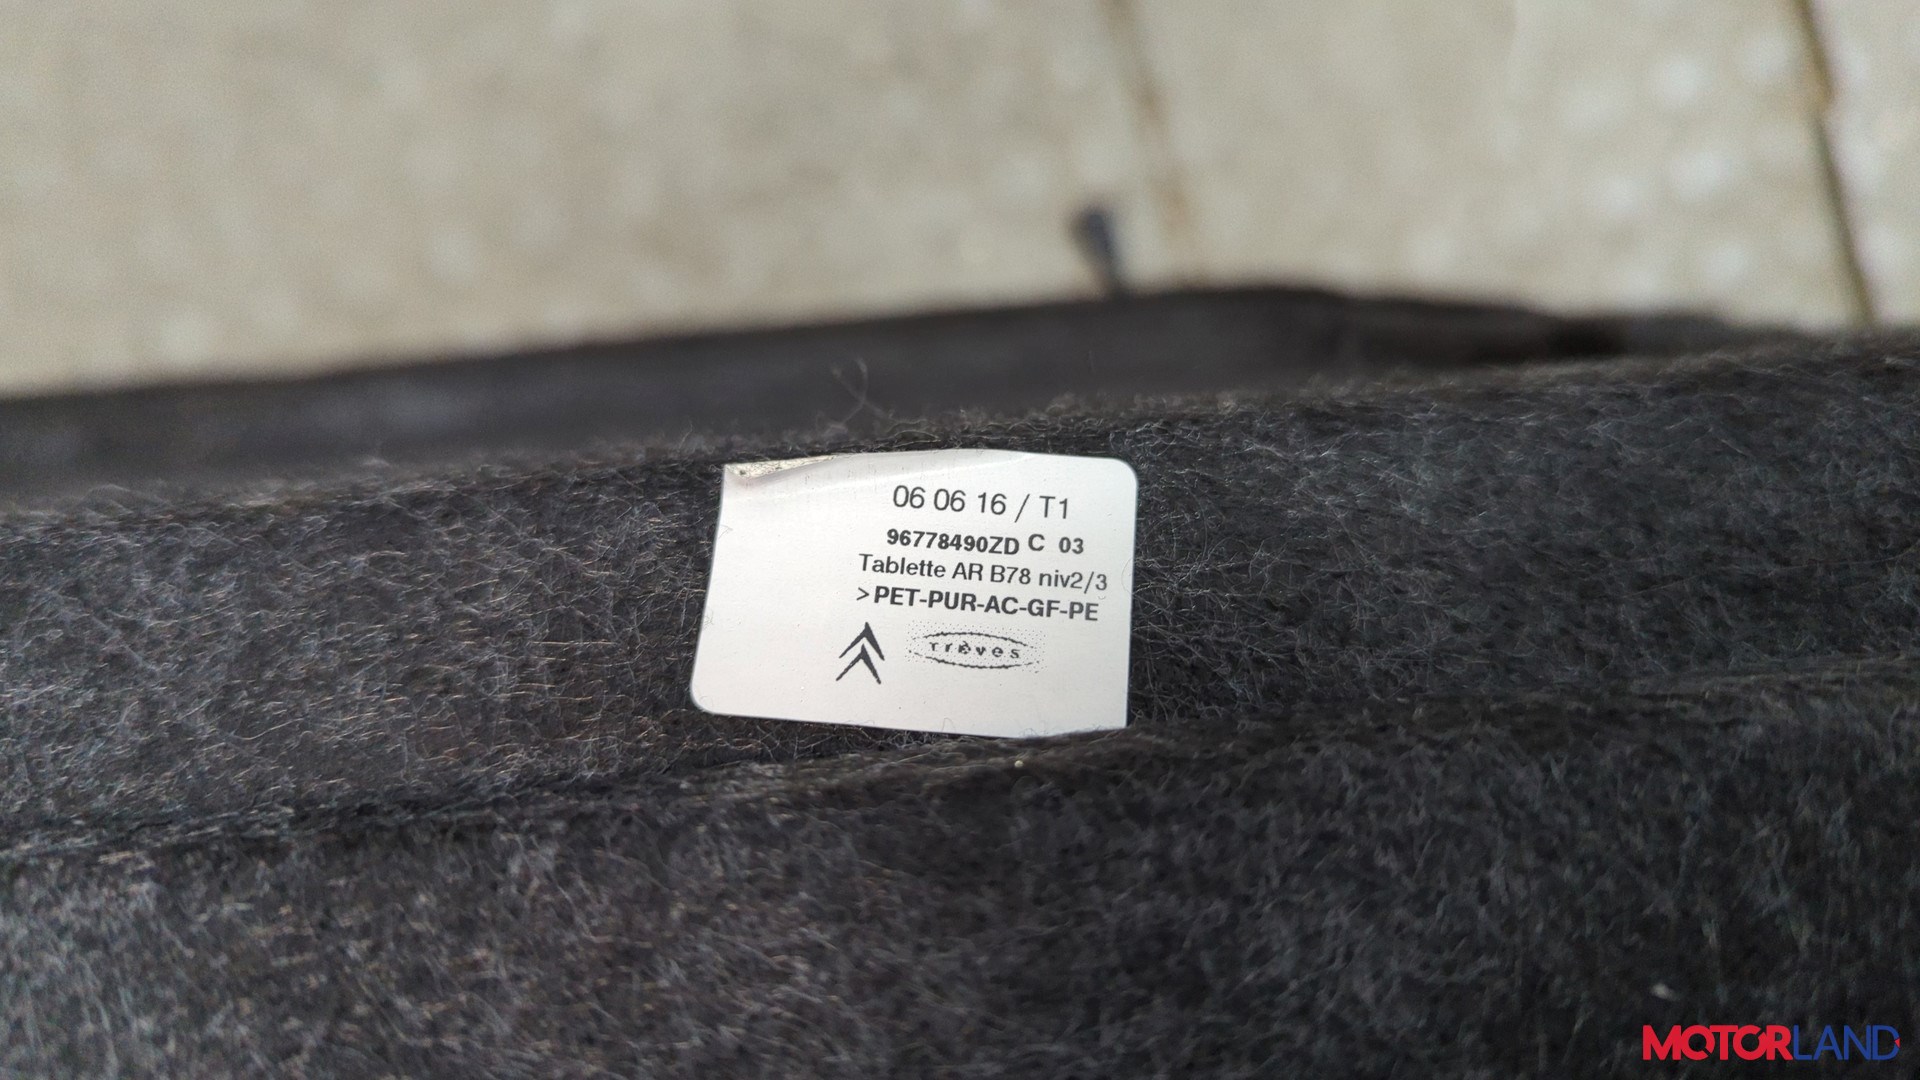 06 06 16 / T1
96778490ZD C 03
Tablette AR B78 niv2/3
>PET-PUR-AC-GF-PE
Trèves
MOTORLAND